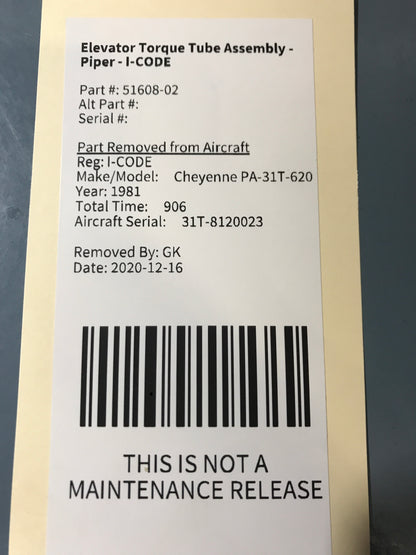 Elevator Torque Tube Assembly -
Piper - I-CODE
Part #: 51608-02
Alt Part #:
Serial #:
Part Removed from Aircraft
Reg: I-CODE
Make/Model: Cheyenne PA-31T-620
Year: 1981
Total Time: 906
Aircraft Serial: 31T-8120023
Removed By: GK
Date: 2020-12-16
THIS IS NOT A
MAINTENANCE RELEASE